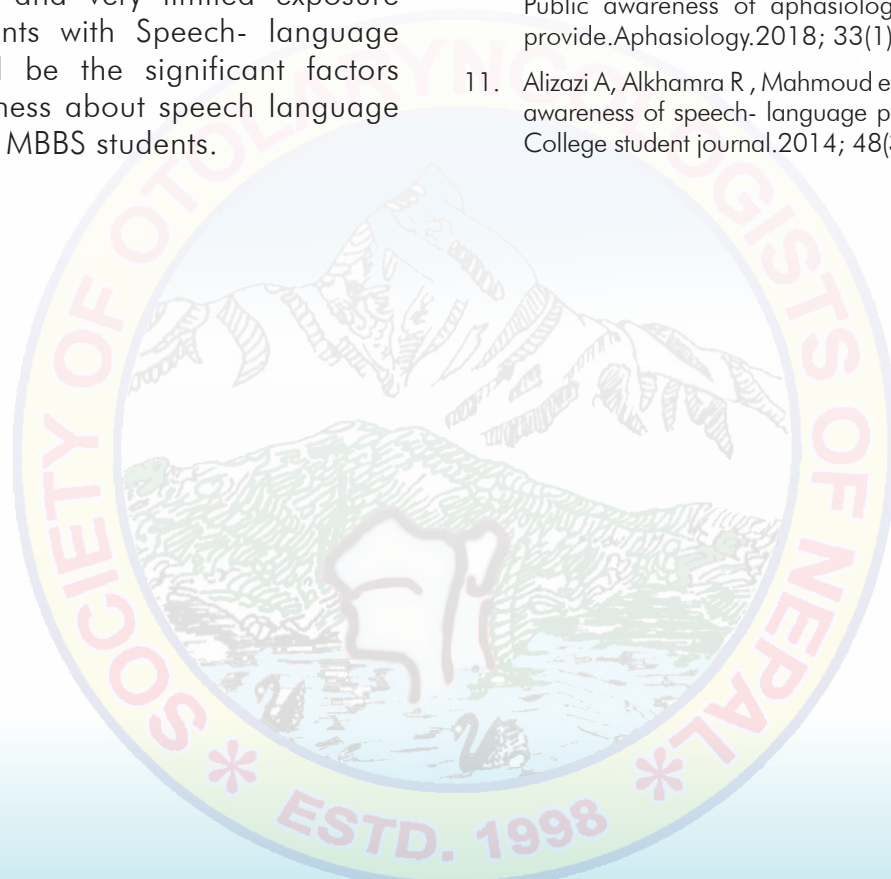 and very limited exposure
nts with Speech- language
be the significant factors
ness about speech language
MBBS students.
Public awareness of aphasiolog
provide.Aphasiology.2018; 33(1)
11. Alizazi A, Alkhamra R , Mahmoud e
awareness of speech- language p
College student journal.2014; 48(
SOCIETY OF OTOLARYNGOLOGISTS OF NEPAL
ESTD. 1998